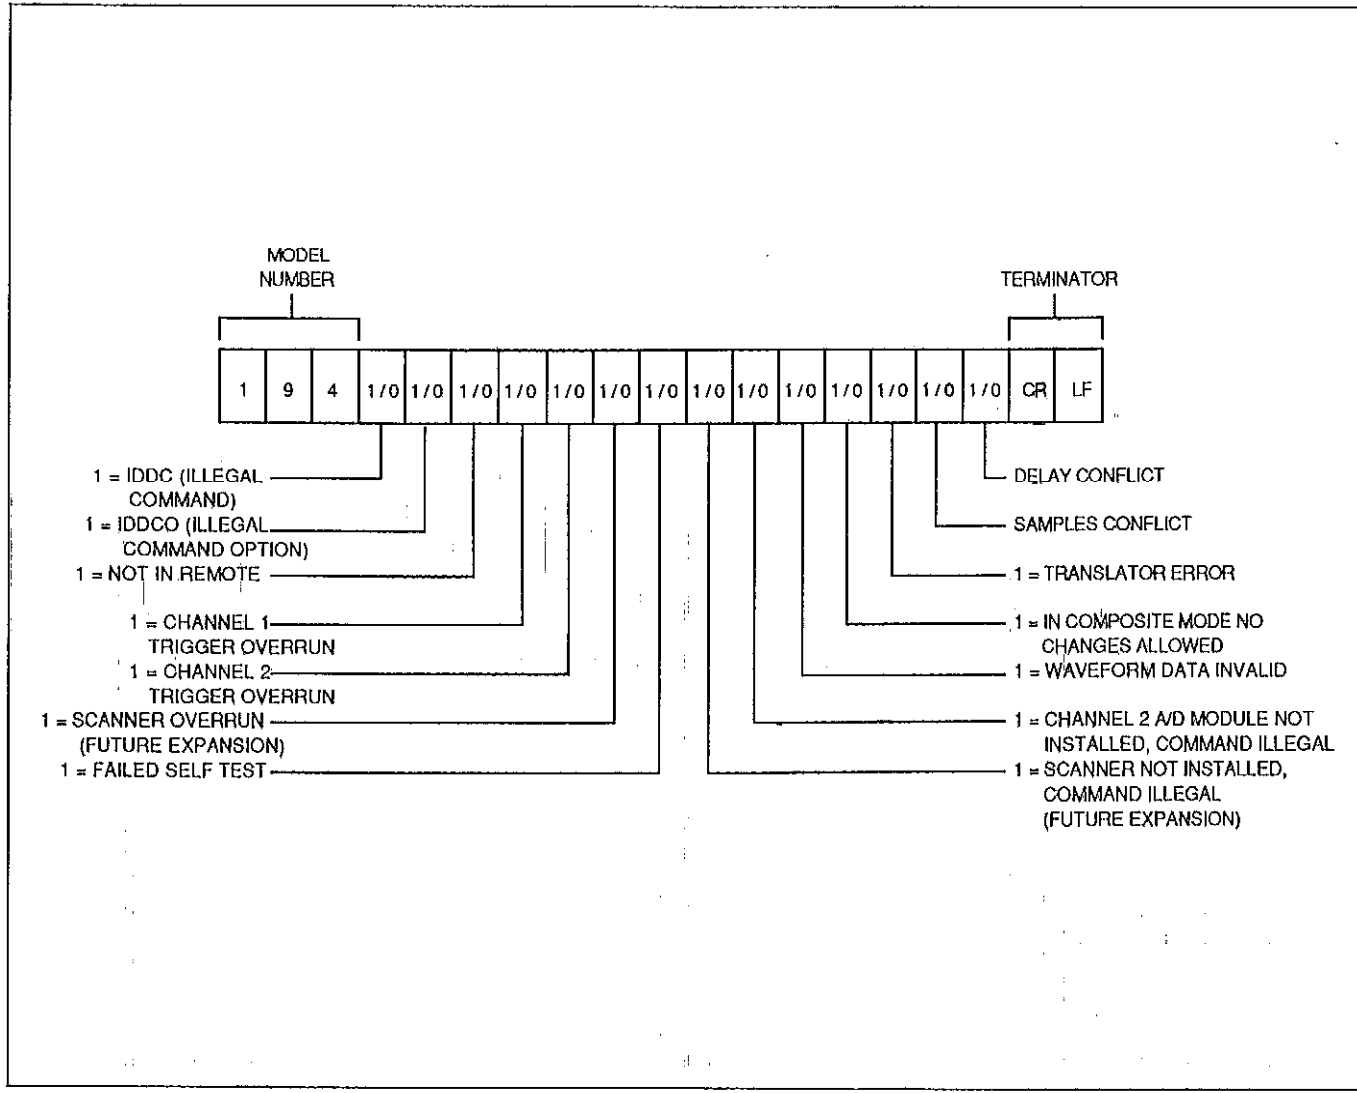 MODEL
NUMBER
TERMINATOR
1 9 4 1/0 1/0 1/0 1/0 1/0 1/0 1/0 1/0 1/0 1/0 1/0 1/0 1/0 1/0 CR LF
1 = IDDC (ILLEGAL
COMMAND)
1 = IDDCO (ILLEGAL
COMMAND OPTION)
1 = NOT IN REMOTE
1 = CHANNEL 1
TRIGGER OVERRUN
1 = CHANNEL 2
TRIGGER OVERRUN
1 = SCANNER OVERRUN
(FUTURE EXPANSION)
1 = FAILED SELF TEST
DELAY CONFLICT
SAMPLES CONFLICT
1 = TRANSLATOR ERROR
1 = IN COMPOSITE MODE NO
CHANGES ALLOWED
1 = WAVEFORM DATA INVALID
1 = CHANNEL 2 A/D MODULE NOT
INSTALLED, COMMAND ILLEGAL
1 = SCANNER NOT INSTALLED,
COMMAND ILLEGAL
(FUTURE EXPANSION)